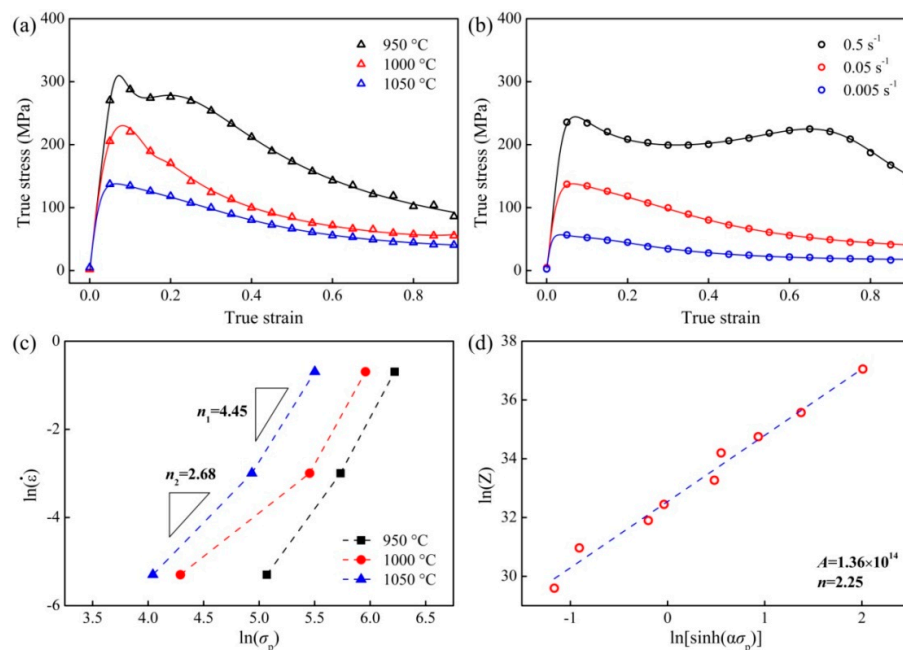 (a)
400
300
200
100
0
True stress (MPa)
950 °C
1000 °C
1050 °C
0.0 0.2 0.4 0.6 0.8
True strain
(b)
400
300
200
100
0
True stress (MPa)
0.5 s⁻¹
0.05 s⁻¹
0.005 s⁻¹
0.0 0.2 0.4 0.6 0.8
True strain
(c)
0
-2
-4
-6
ln(ε̇)
n₁=4.45
n₂=2.68
950 °C
1000 °C
1050 °C
3.5 4.0 4.5 5.0 5.5 6.0 6.5
ln(σₚ)
(d)
38
36
34
32
30
ln(Z)
A=1.36×10¹⁴
n=2.25
-1 0 1 2
ln[sinh(ασₚ)]